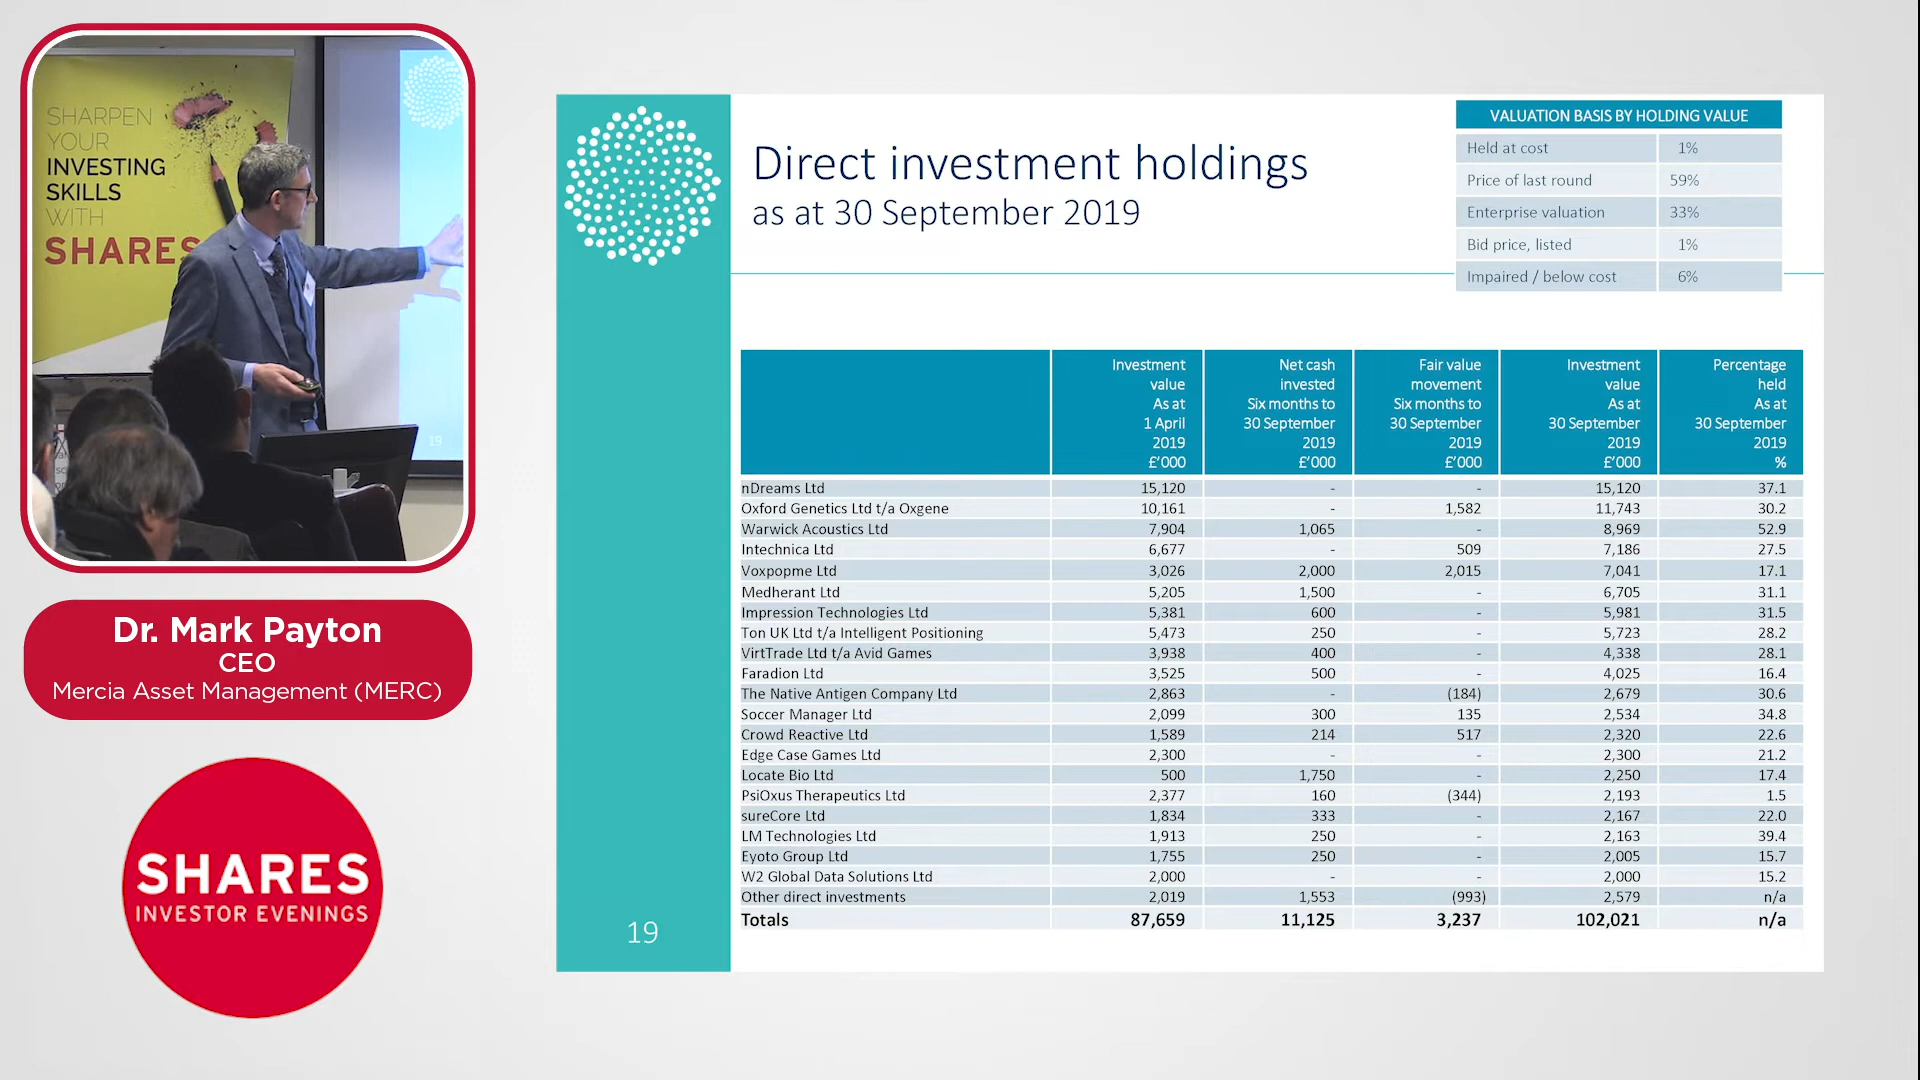 SHARPEN
YOUR
INVESTING
SKILLS
WITH
SHARES
19
Dr. Mark Payton
CEO
Mercia Asset Management (MERC)
SHARES
INVESTOR EVENINGS
Direct investment holdings
as at 30 September 2019
VALUATION BASIS BY HOLDING VALUE
Held at cost 1%
Price of last round 59%
Enterprise valuation 33%
Bid price, listed 1%
Impaired / below cost 6%
Investment Net cash Fair value Investment Percentage
value invested movement value held
As at Six months to Six months to As at As at
1 April 30 September 30 September 30 September 30 September
2019 2019 2019 2019 2019
£’000 £’000 £’000 £’000 %
nDreams Ltd 15,120 - - 15,120 37.1
Oxford Genetics Ltd t/a Oxgene 10,161 - 1,582 11,743 30.2
Warwick Acoustics Ltd 7,904 1,065 - 8,969 52.9
Intechnica Ltd 6,677 - 509 7,186 27.5
Voxpopme Ltd 3,026 2,000 2,015 7,041 17.1
Medherant Ltd 5,205 1,500 - 6,705 31.1
Impression Technologies Ltd 5,381 600 - 5,981 31.5
Ton UK Ltd t/a Intelligent Positioning 5,473 250 - 5,723 28.2
VirtTrade Ltd t/a Avid Games 3,938 400 - 4,338 28.1
Faradion Ltd 3,525 500 - 4,025 16.4
The Native Antigen Company Ltd 2,863 - (184) 2,679 30.6
Soccer Manager Ltd 2,099 300 135 2,534 34.8
Crowd Reactive Ltd 1,589 214 517 2,320 22.6
Edge Case Games Ltd 2,300 - - 2,300 21.2
Locate Bio Ltd 500 1,750 - 2,250 17.4
PsiOxus Therapeutics Ltd 2,377 160 (344) 2,193 1.5
sureCore Ltd 1,834 333 - 2,167 22.0
LM Technologies Ltd 1,913 250 - 2,163 39.4
Eyoto Group Ltd 1,755 250 - 2,005 15.7
W2 Global Data Solutions Ltd 2,000 - - 2,000 15.2
Other direct investments 2,019 1,553 (993) 2,579 n/a
Totals 87,659 11,125 3,237 102,021 n/a
19